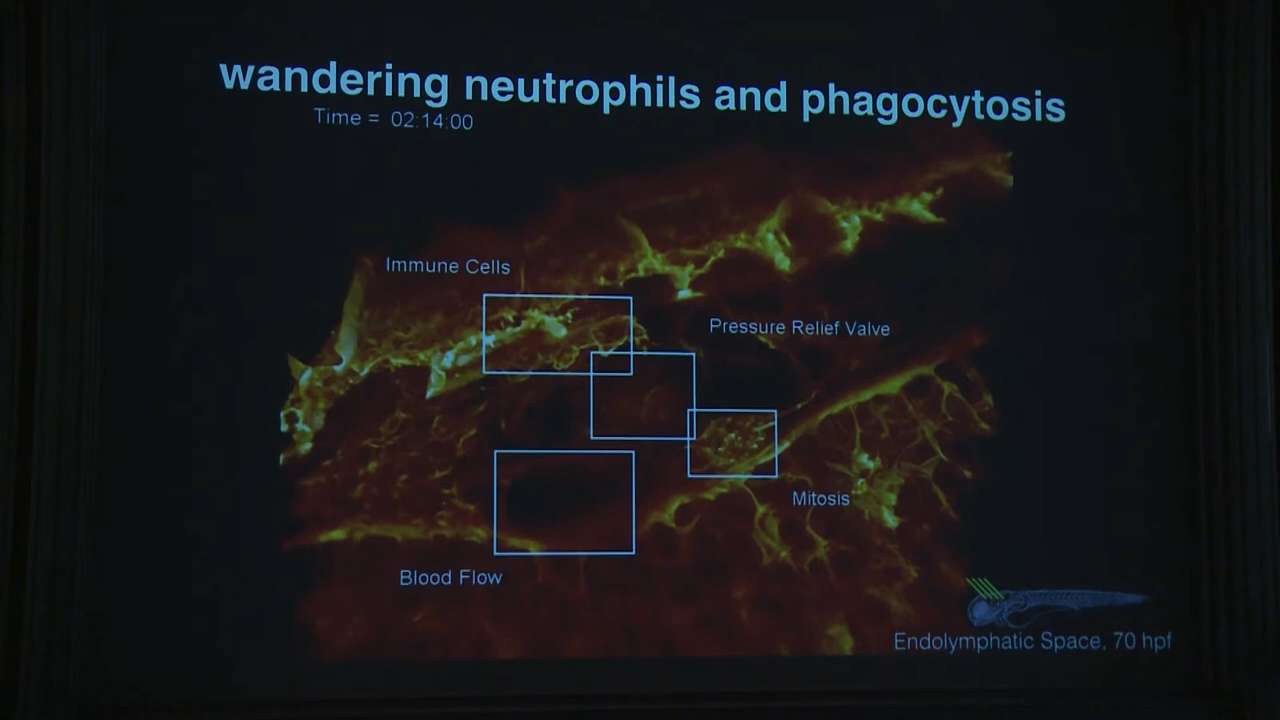 wandering neutrophils and phagocytosis
Time = 02:14:00
Immune Cells
Pressure Relief Valve
Mitosis
Blood Flow
Endolymphatic Space, 70 hpf